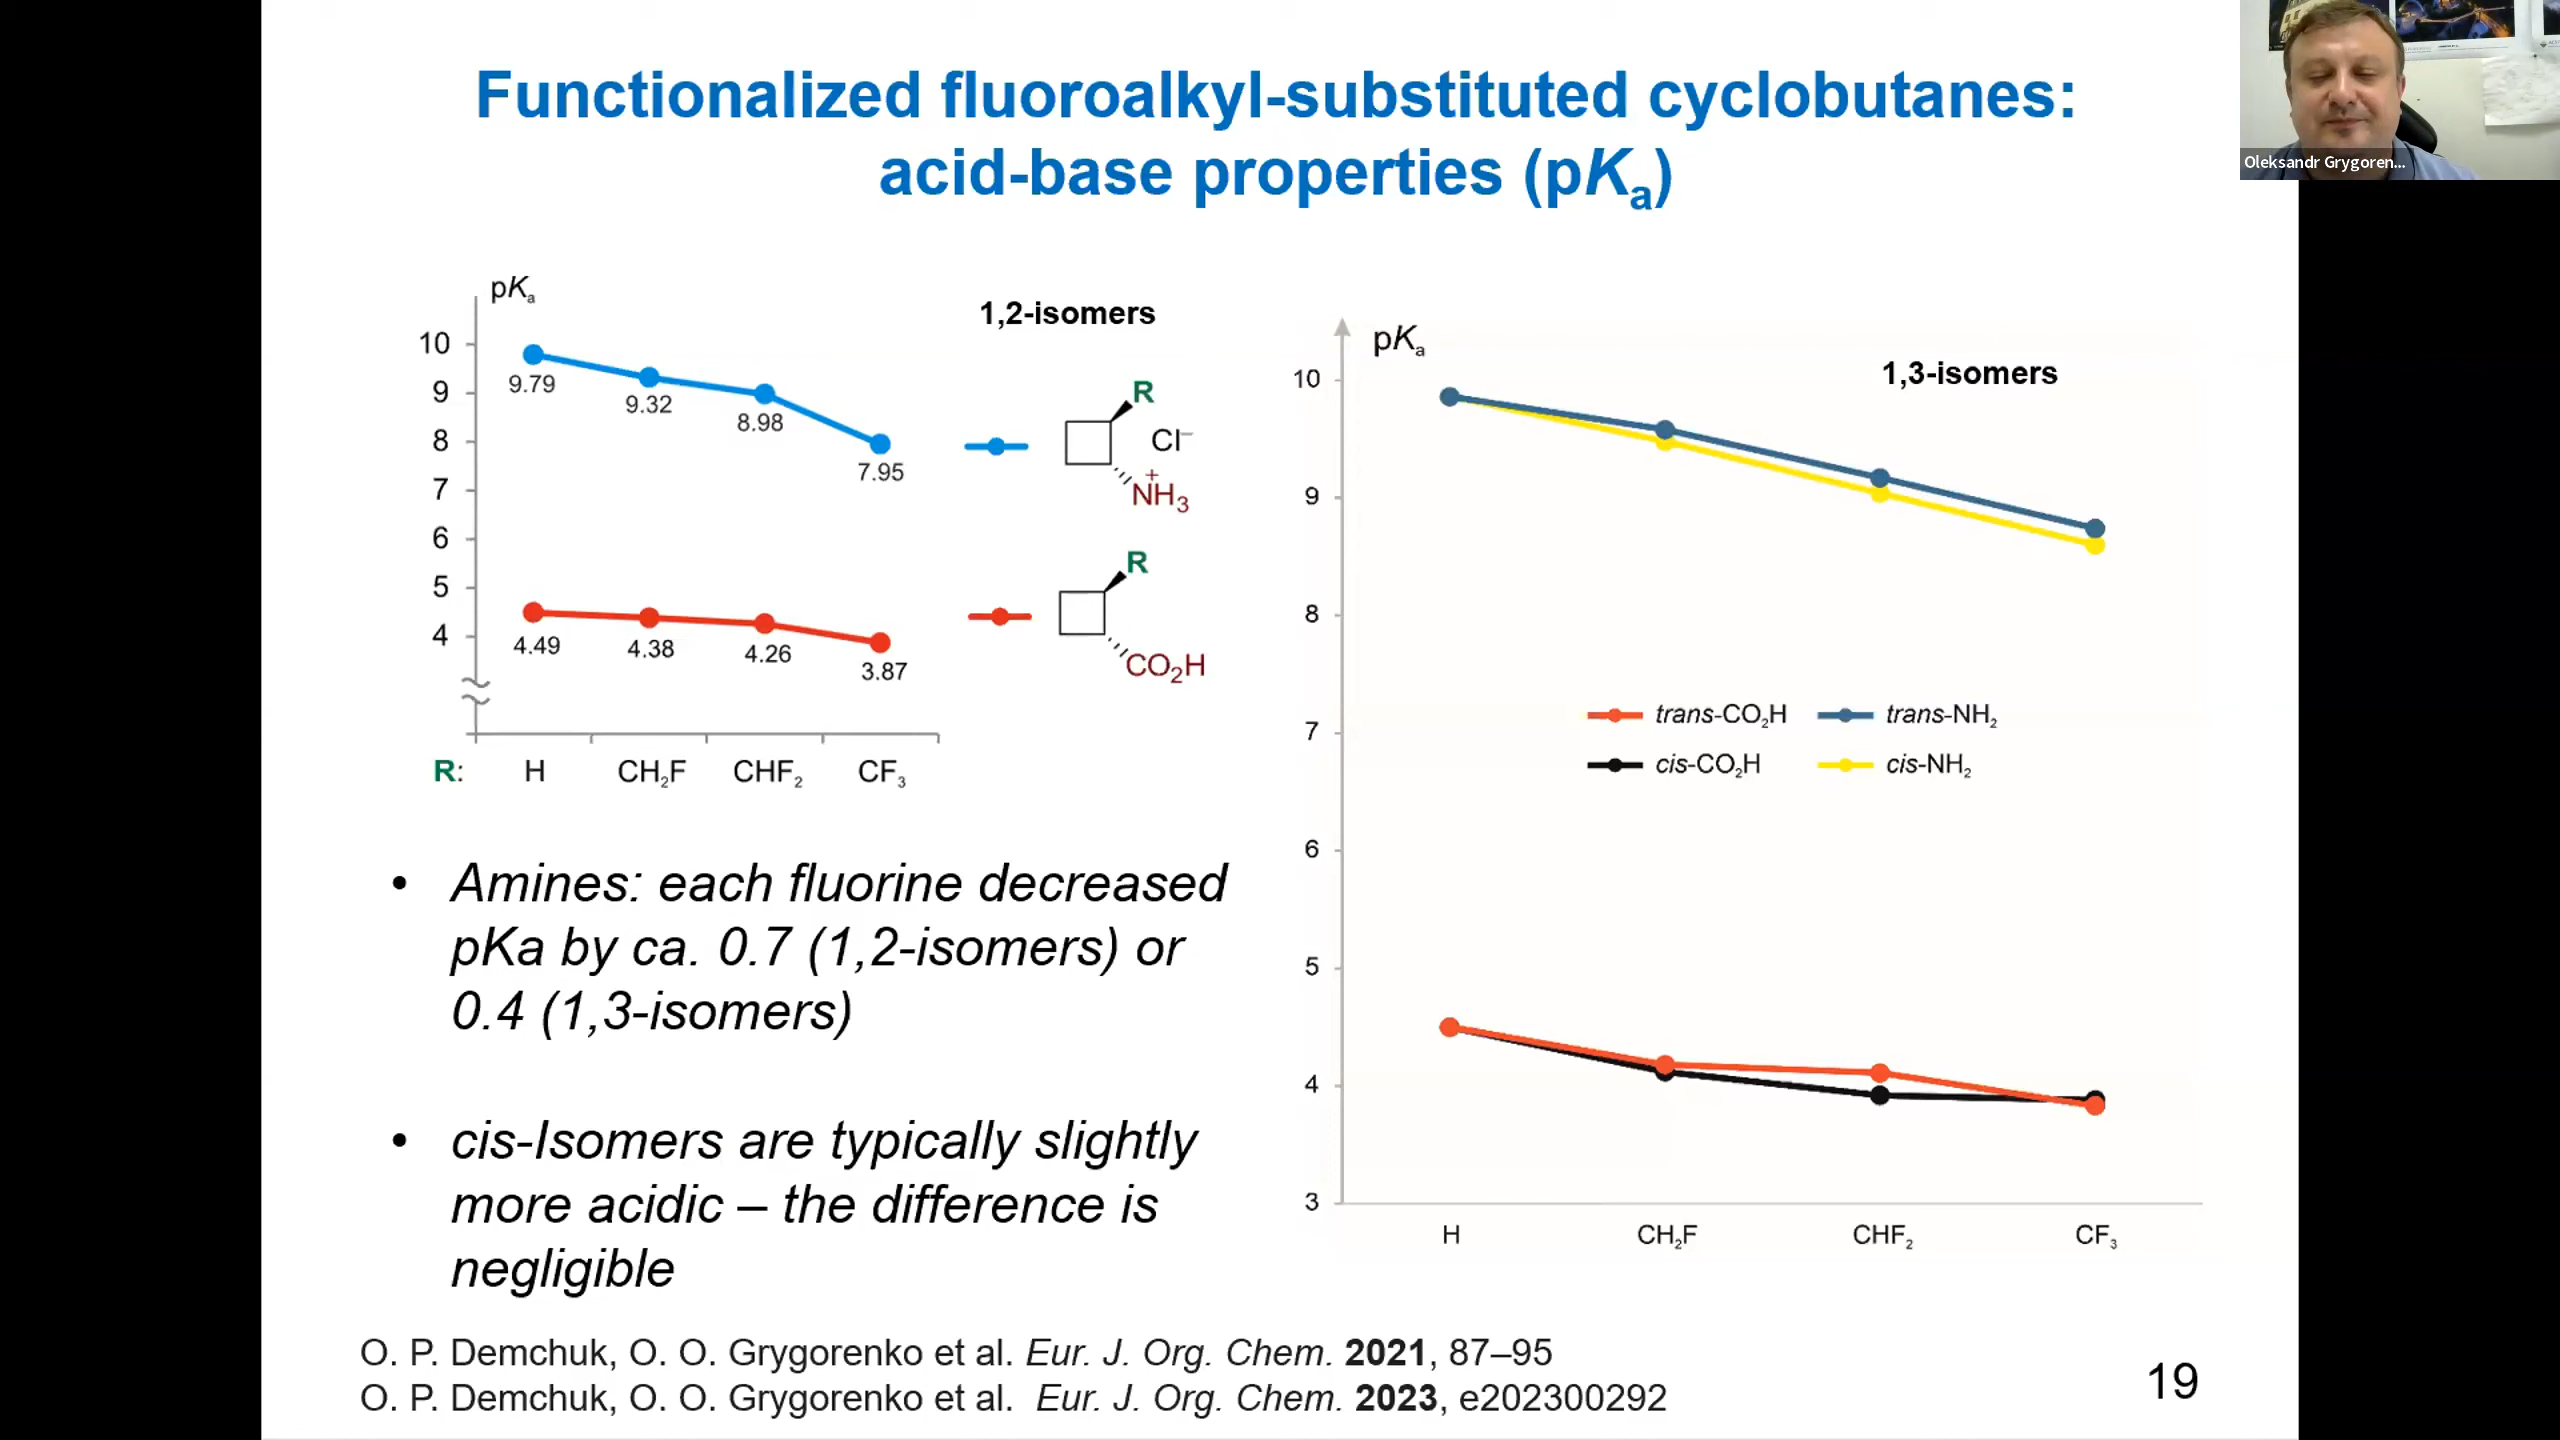 Functionalized fluoroalkyl-substituted cyclobutanes:
acid-base properties (pKₐ)
Oleksandr Grygoren...
pKₐ
1,2-isomers
10
9
8
7
6
5
4
9.79
9.32
8.98
7.95
4.49
4.38
4.26
3.87
R
Cl⁻
+
NH₃
R
CO₂H
R: H CH₂F CHF₂ CF₃
pKₐ
1,3-isomers
10
9
8
7
6
5
4
3
trans-CO₂H trans-NH₂
cis-CO₂H cis-NH₂
H CH₂F CHF₂ CF₃
• Amines: each fluorine decreased
pKa by ca. 0.7 (1,2-isomers) or
0.4 (1,3-isomers)
• cis-Isomers are typically slightly
more acidic – the difference is
negligible
O. P. Demchuk, O. O. Grygorenko et al. Eur. J. Org. Chem. 2021, 87–95
O. P. Demchuk, O. O. Grygorenko et al. Eur. J. Org. Chem. 2023, e202300292
19